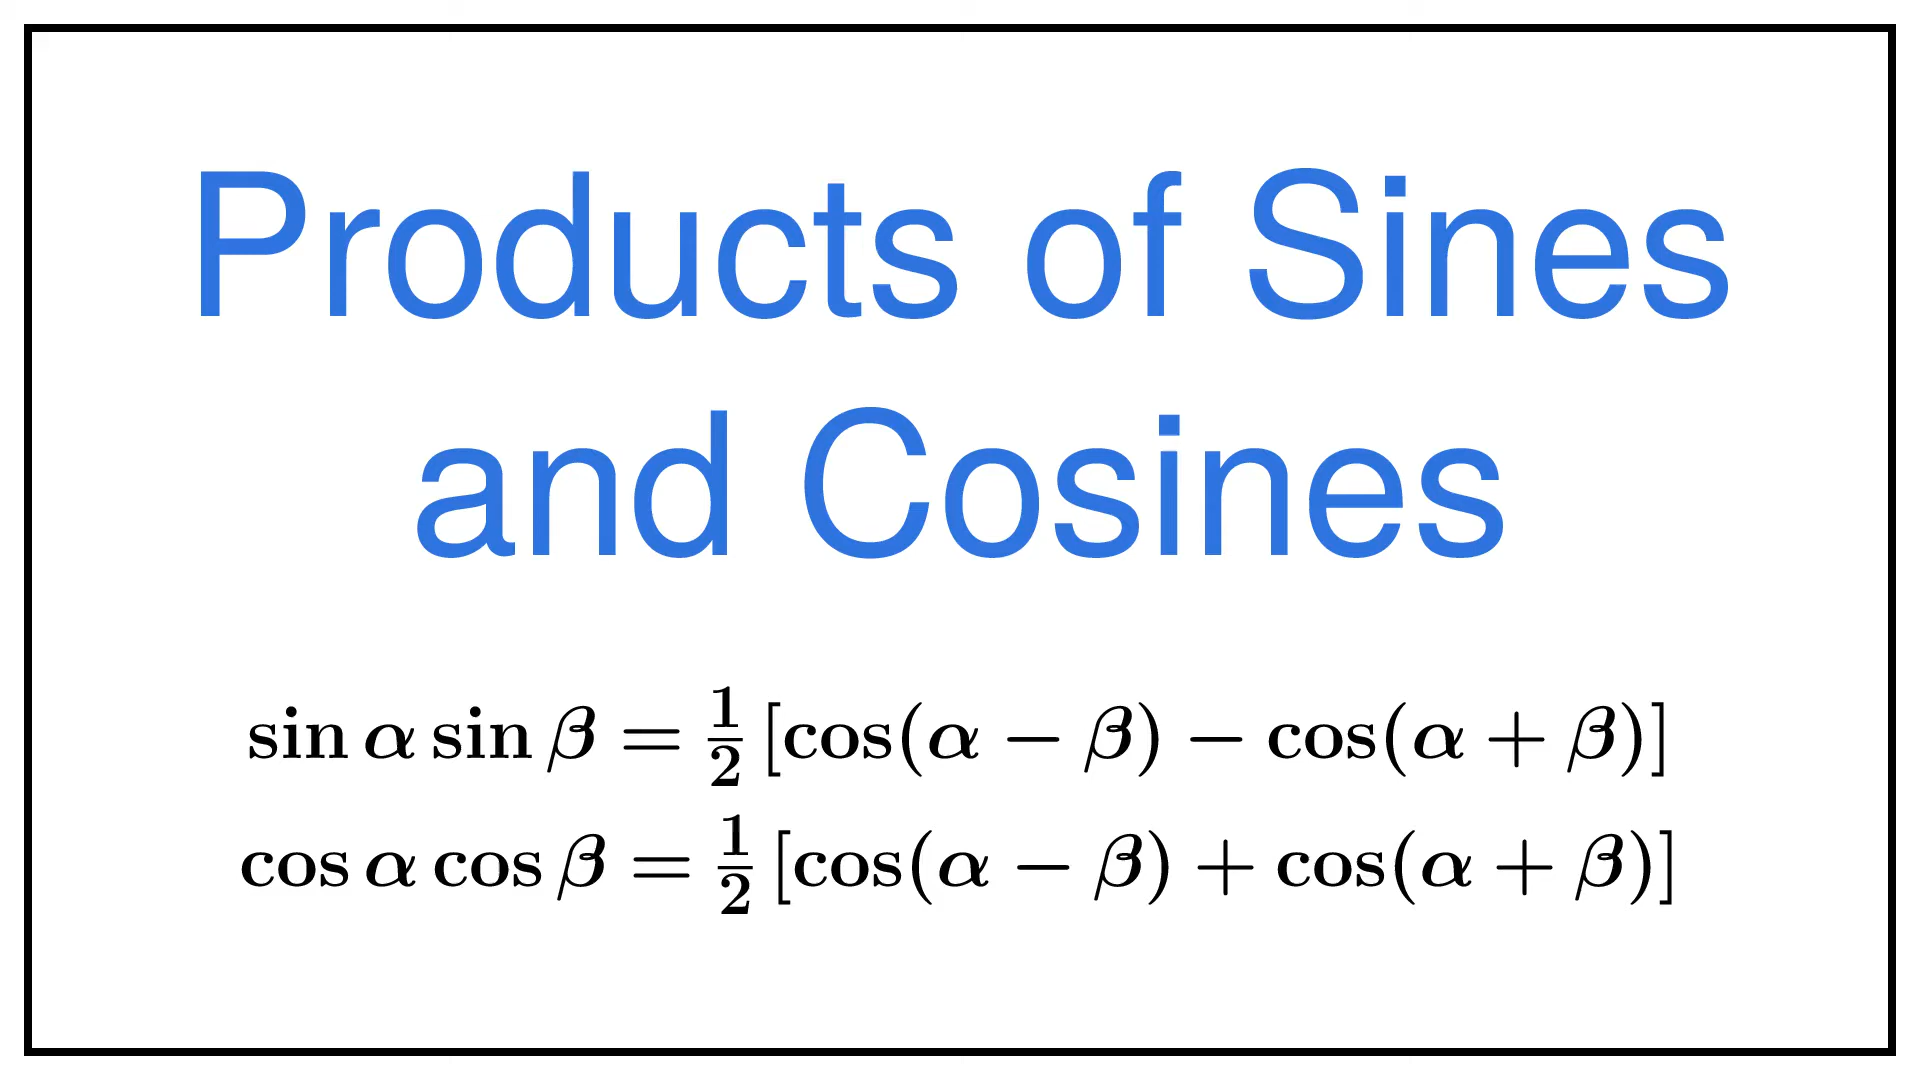 Products of Sines
and Cosines
sin α sin β = ½ [cos(α − β) − cos(α + β)]
cos α cos β = ½ [cos(α − β) + cos(α + β)]